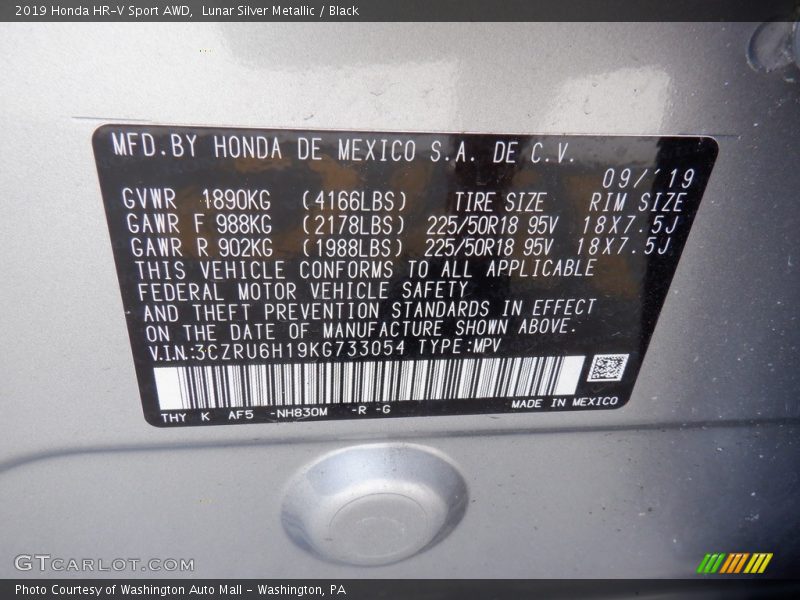 2019 Honda HR-V Sport AWD,  Lunar Silver Metallic / Black
MFD.BY HONDA DE MEXICO S.A. DE C.V.
09/'19
GVWR 1890KG (4166LBS) TIRE SIZE RIM SIZE
GAWR F 988KG (2178LBS) 225/50R18 95V 18X7.5J
GAWR R 902KG (1988LBS) 225/50R18 95V 18X7.5J
THIS VEHICLE CONFORMS TO ALL APPLICABLE
FEDERAL MOTOR VEHICLE SAFETY
AND THEFT PREVENTION STANDARDS IN EFFECT
ON THE DATE OF MANUFACTURE SHOWN ABOVE.
V.I.N:3CZRU6H19KG733054 TYPE:MPV
THY K AF5 -NH830M -R -G MADE IN MEXICO
GTCARLOT.COM
Photo Courtesy of Washington Auto Mall - Washington, PA